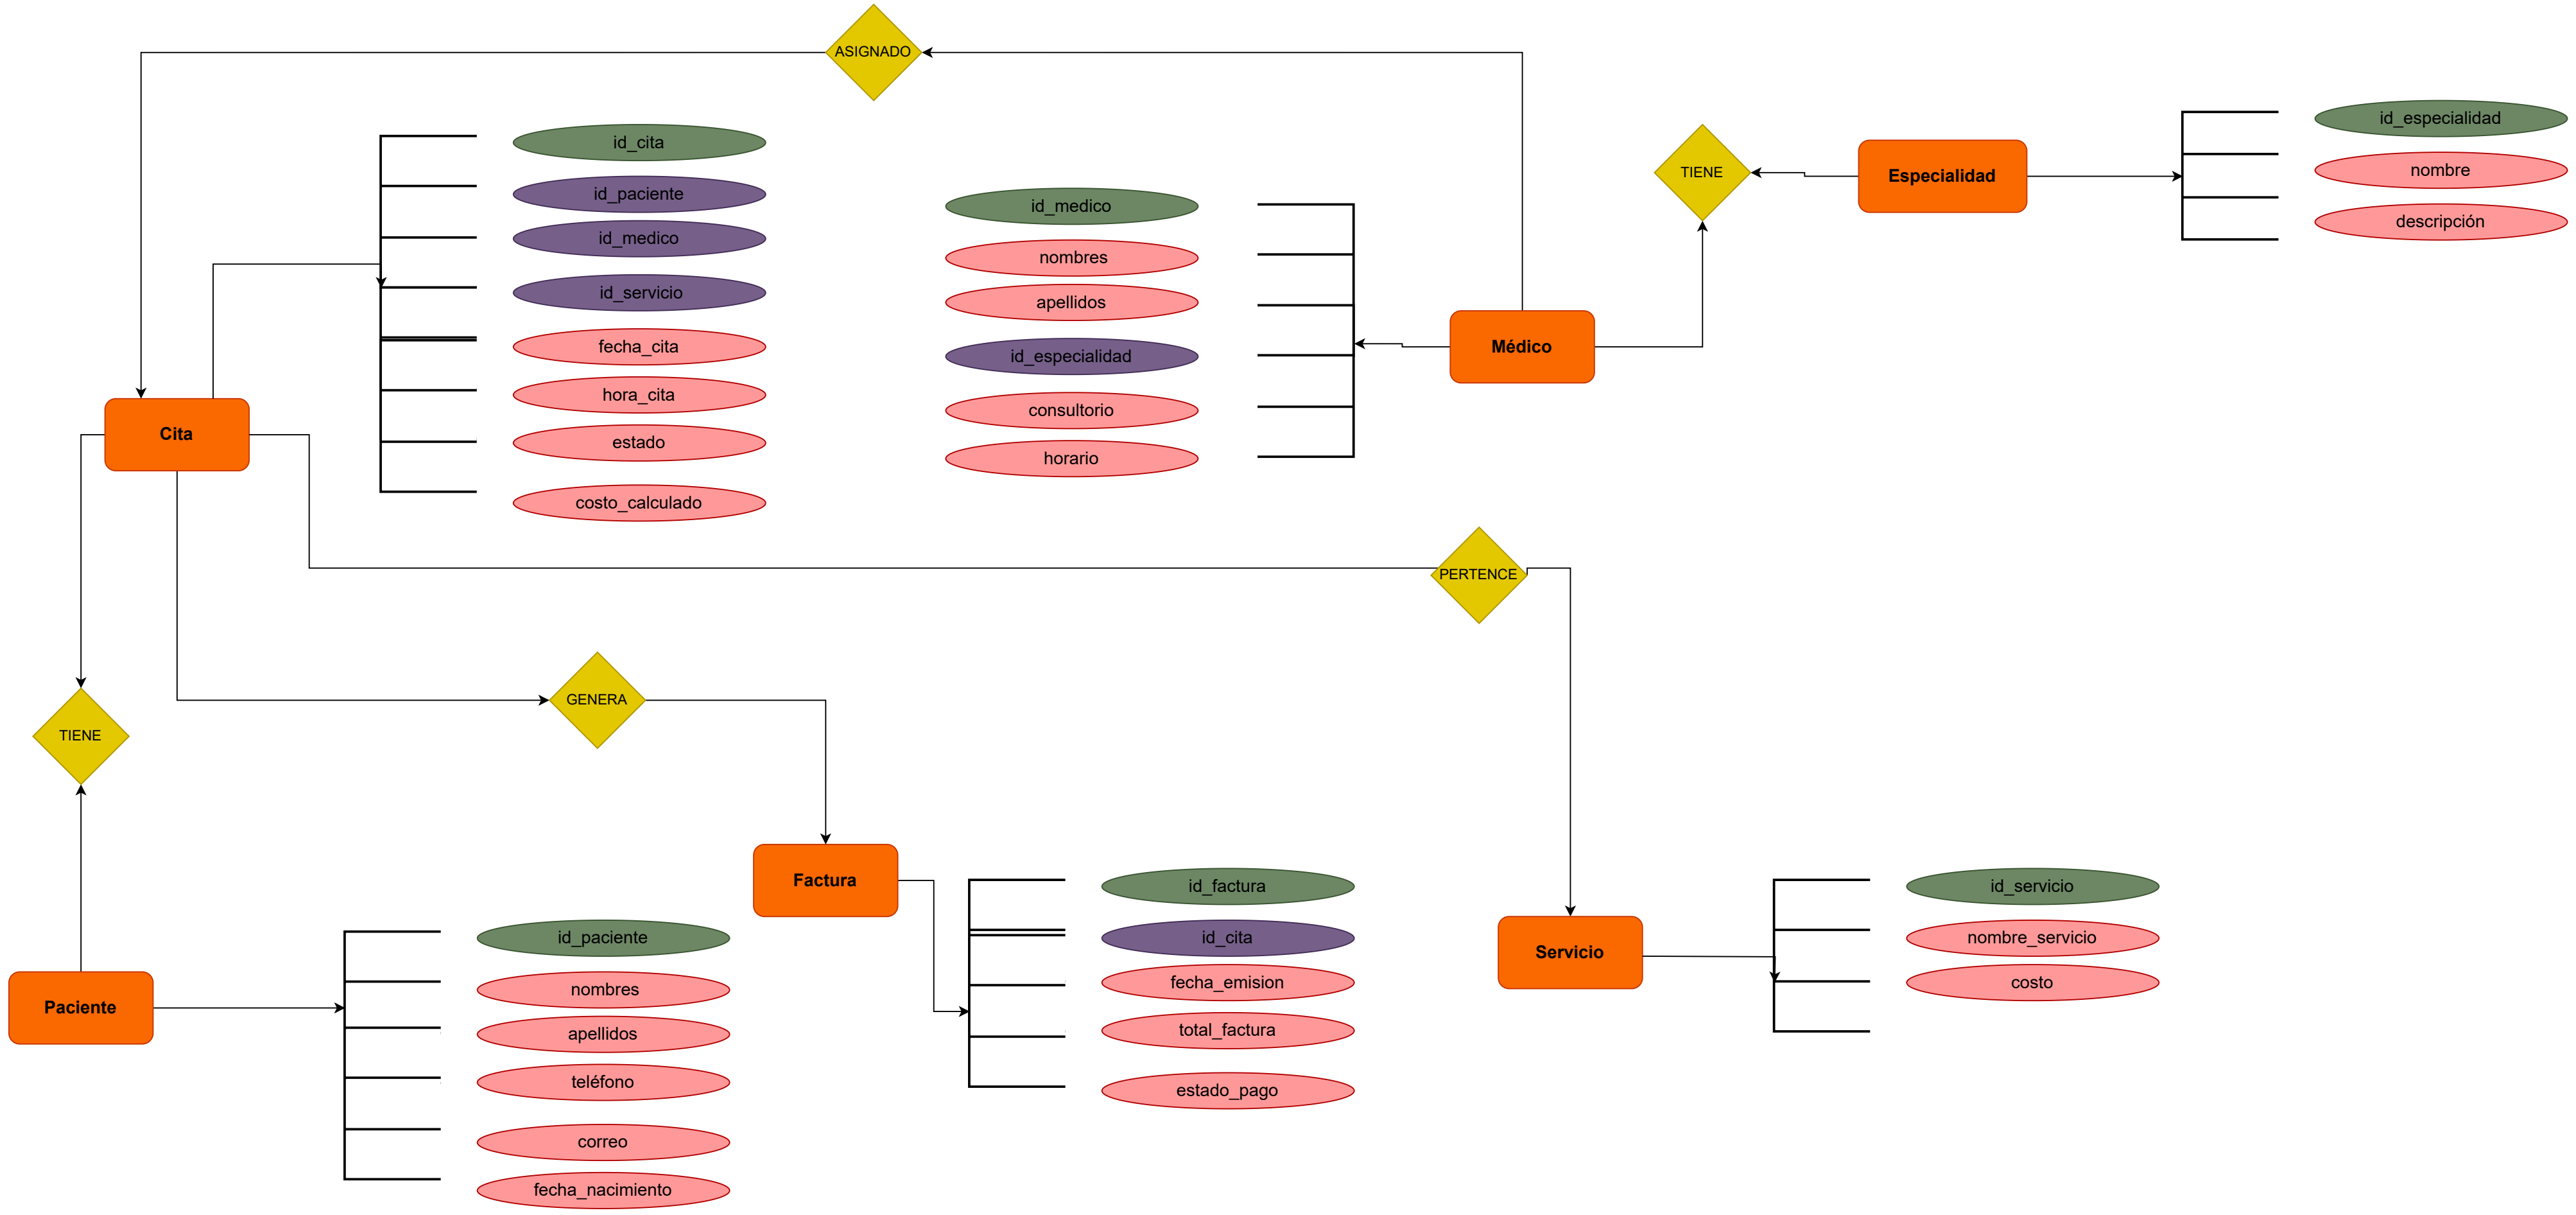 ASIGNADO
id_cita
id_paciente
id_medico
id_servicio
fecha_cita
hora_cita
estado
costo_calculado
Cita
id_medico
nombres
apellidos
id_especialidad
consultorio
horario
Médico
TIENE
Especialidad
id_especialidad
nombre
descripción
PERTENCE
GENERA
TIENE
Paciente
id_paciente
nombres
apellidos
teléfono
correo
fecha_nacimiento
Factura
id_factura
id_cita
fecha_emision
total_factura
estado_pago
Servicio
id_servicio
nombre_servicio
costo